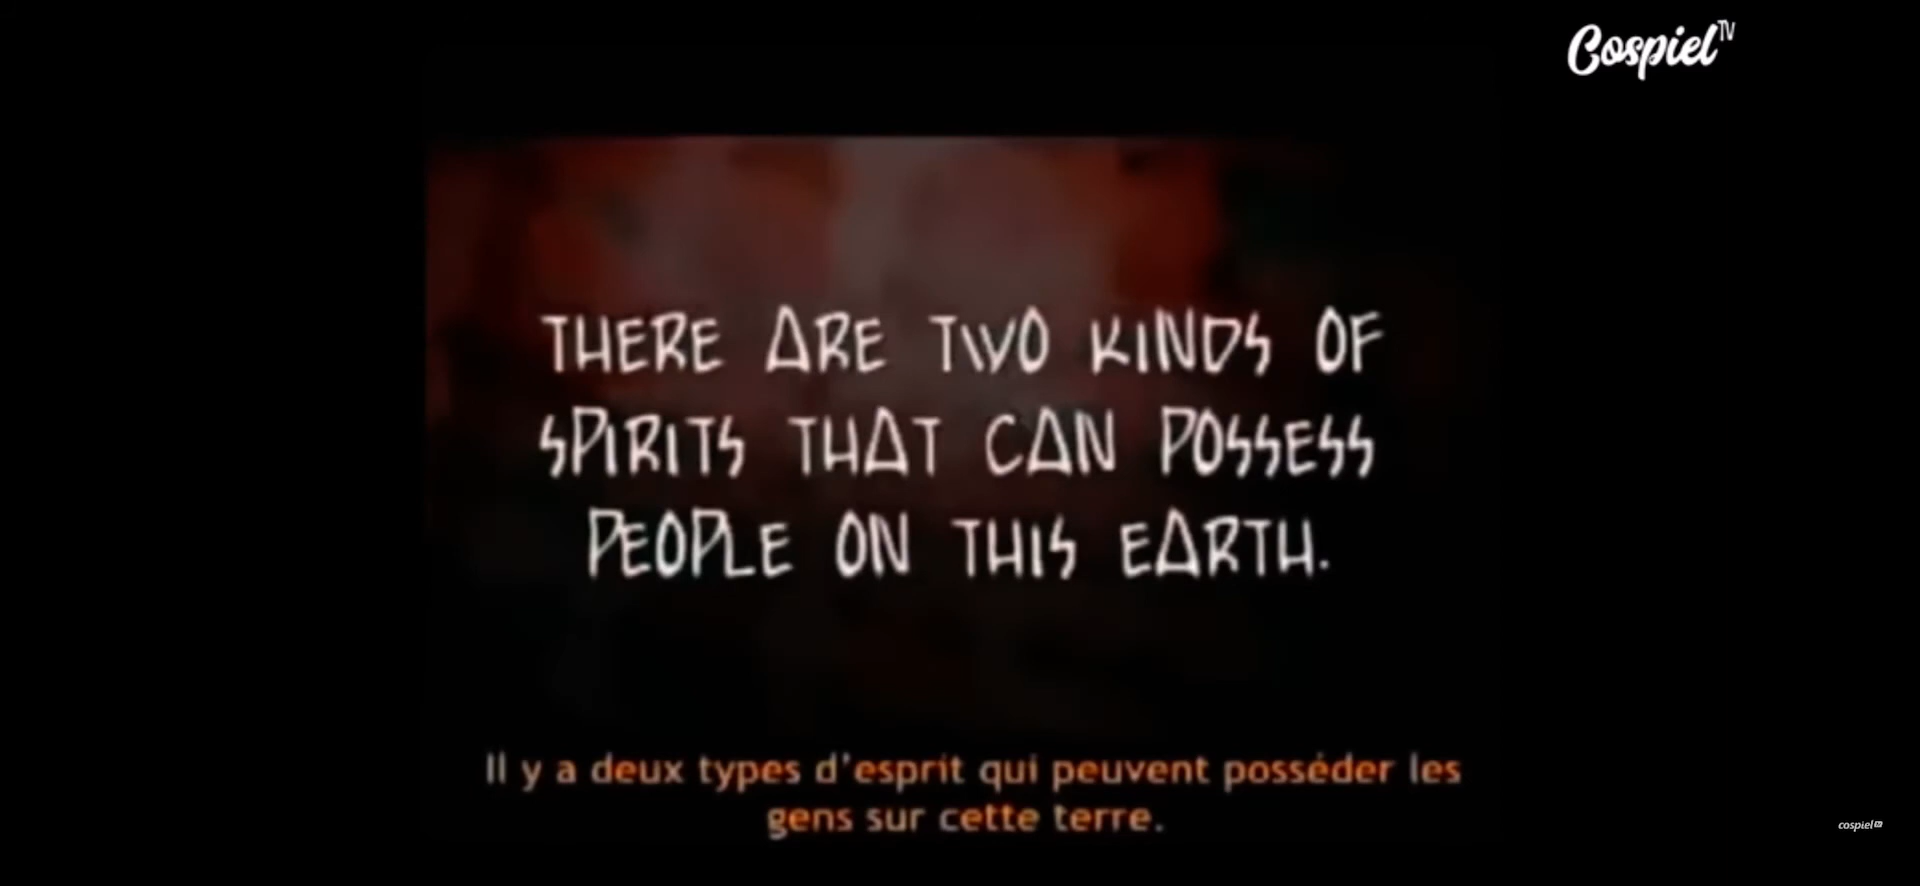 Cospiel TV
THERE ARE TWO KINDS OF
SPIRITS THAT CAN POSSESS
PEOPLE ON THIS EARTH.
Il y a deux types d'esprit qui peuvent posséder les
gens sur cette terre.
cospiel TV